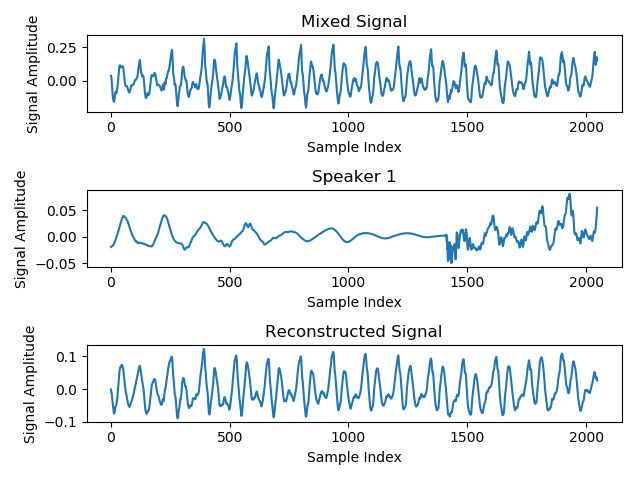 Mixed Signal
Signal Amplitude
0.25
0.00
0
500
1000
1500
2000
Sample Index
Speaker 1
Signal Amplitude
0.05
0.00
−0.05
0
500
1000
1500
2000
Sample Index
Reconstructed Signal
Signal Amplitude
0.1
0.0
−0.1
0
500
1000
1500
2000
Sample Index